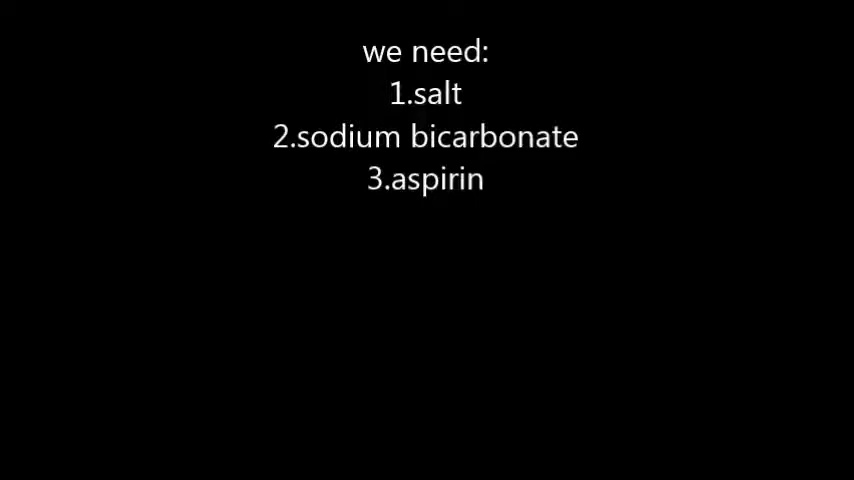 we need:
1.salt
2.sodium bicarbonate
3.aspirin